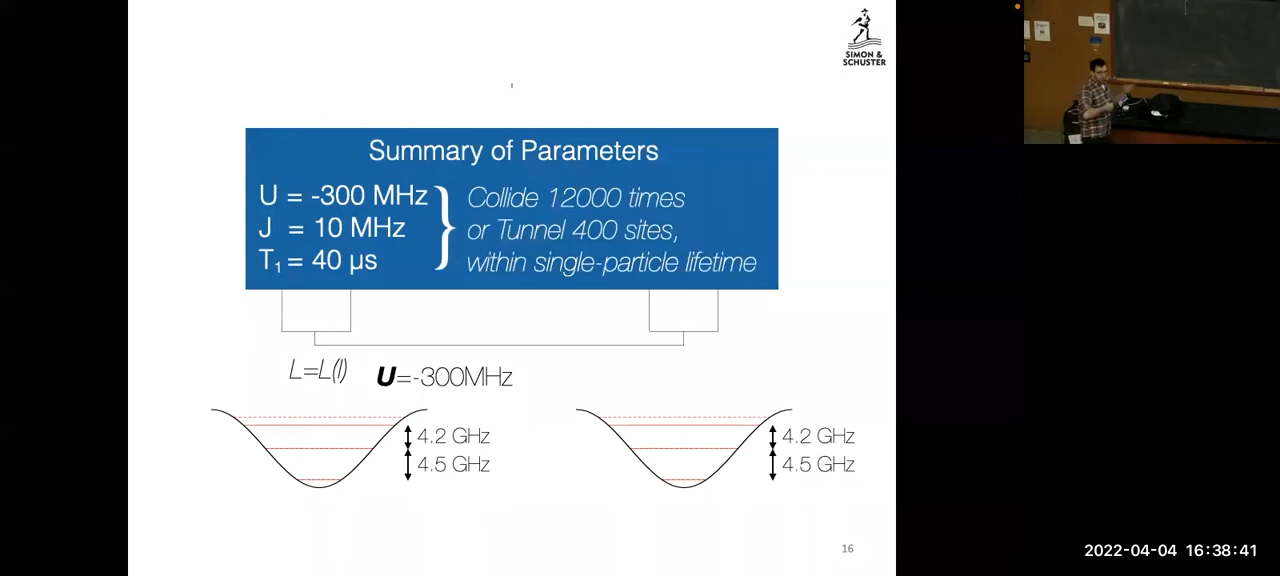 SIMON &
SCHUSTER
Summary of Parameters
U = -300 MHz
J = 10 MHz
T₁ = 40 µs
Collide 12000 times
or Tunnel 400 sites,
within single-particle lifetime
L=L(I)
U=-300MHz
4.2 GHz
4.5 GHz
4.2 GHz
4.5 GHz
16
2022-04-04 16:38:41